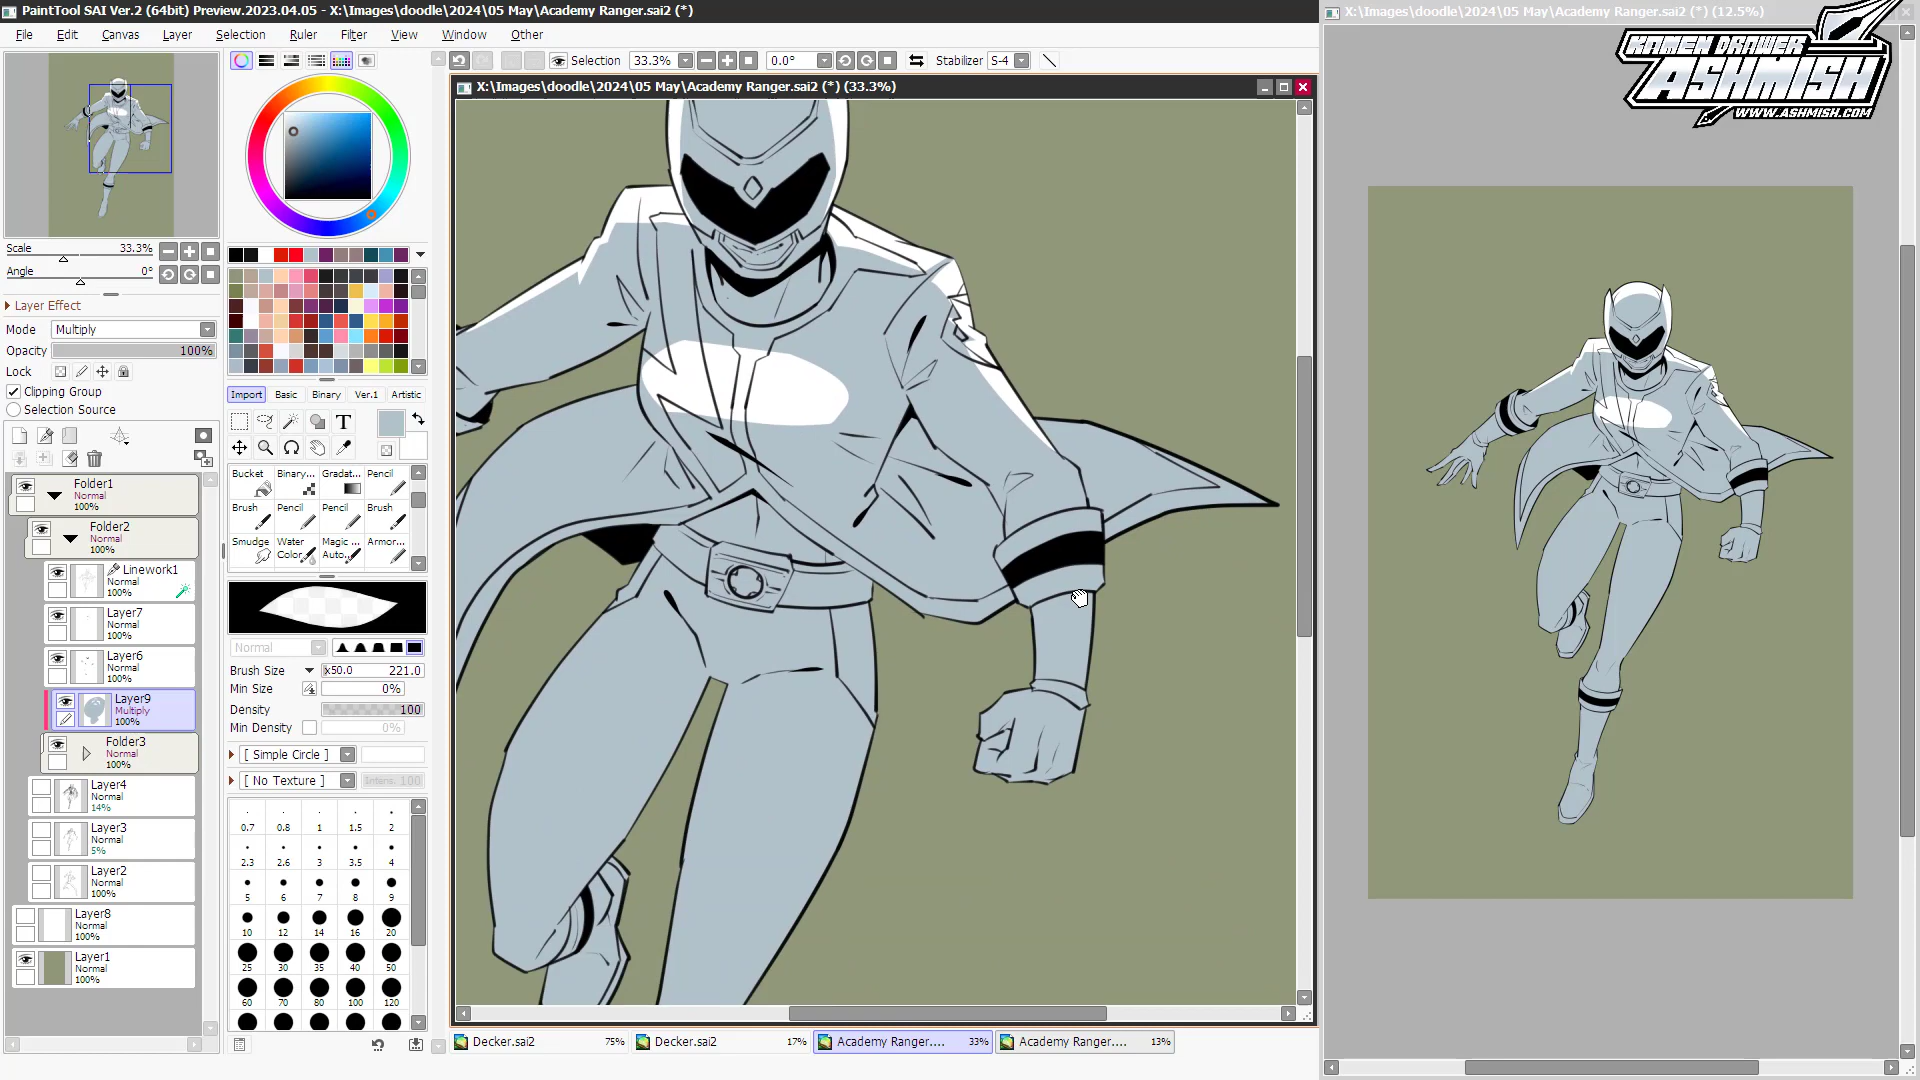 PaintTool SAI Ver.2 (64bit) Preview.2023.04.05 - X:\Images\doodle\2024\05 May\Academy Ranger.sai2 (*)
X:\Images\doodle\2024\05 May\Academy Ranger.sai2 (*) (12.5%)
KAMEN DRAWER
ASHMISH
WWW.ASHMISH.COM
File Edit Canvas Layer Selection Ruler Filter View Window Other
Selection 33.3% 0.0° Stabilizer S-4
X:\Images\doodle\2024\05 May\Academy Ranger.sai2 (*) (33.3%)
Scale 33.3%
Angle 0°
Layer Effect
Mode Multiply
Opacity 100%
Lock
Clipping Group
Selection Source
Folder1
Normal
100%
Folder2
Normal
100%
Linework1
Normal
100%
Layer7
Normal
100%
Layer6
Normal
100%
Layer9
Multiply
100%
Folder3
Normal
100%
Layer4
Normal
14%
Layer3
Normal
5%
Layer2
Normal
100%
Layer8
Normal
100%
Layer1
Normal
100%
Import Basic Binary Ver.1 Artistic
T
Bucket Binary... Gradat... Pencil
Brush Pencil Pencil Brush
Smudge Water Color... Magic Auto... Armor...
Normal
Brush Size x50.0 221.0
Min Size 0%
Density 100
Min Density 0%
[ Simple Circle ]
[ No Texture ] Intens. 100
0.7 0.8 1 1.5 2
2.3 2.6 3 3.5 4
5 6 7 8 9
10 12 14 16 20
25 30 35 40 50
60 70 80 100 120
Decker.sai2 75% Decker.sai2 17% Academy Ranger.... 33% Academy Ranger.... 13%